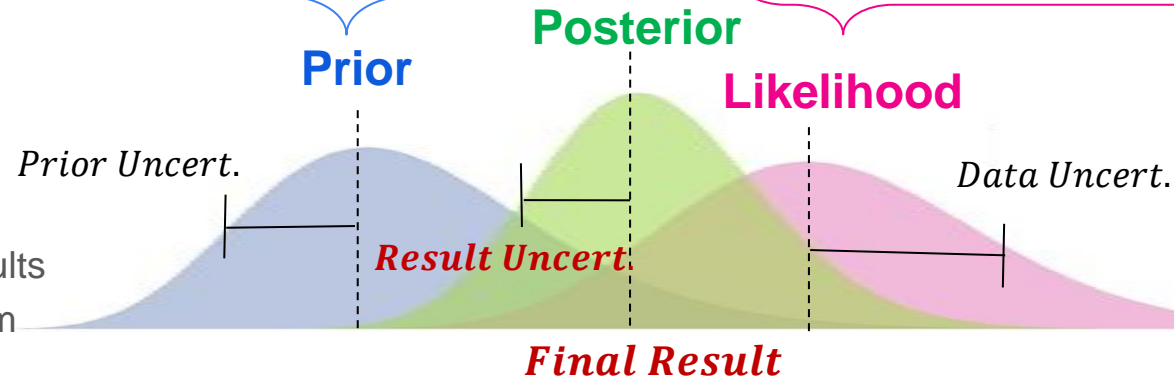 Posterior
Prior
Likelihood
Prior Uncert.
Data Uncert.
Result Uncert.
Final Result